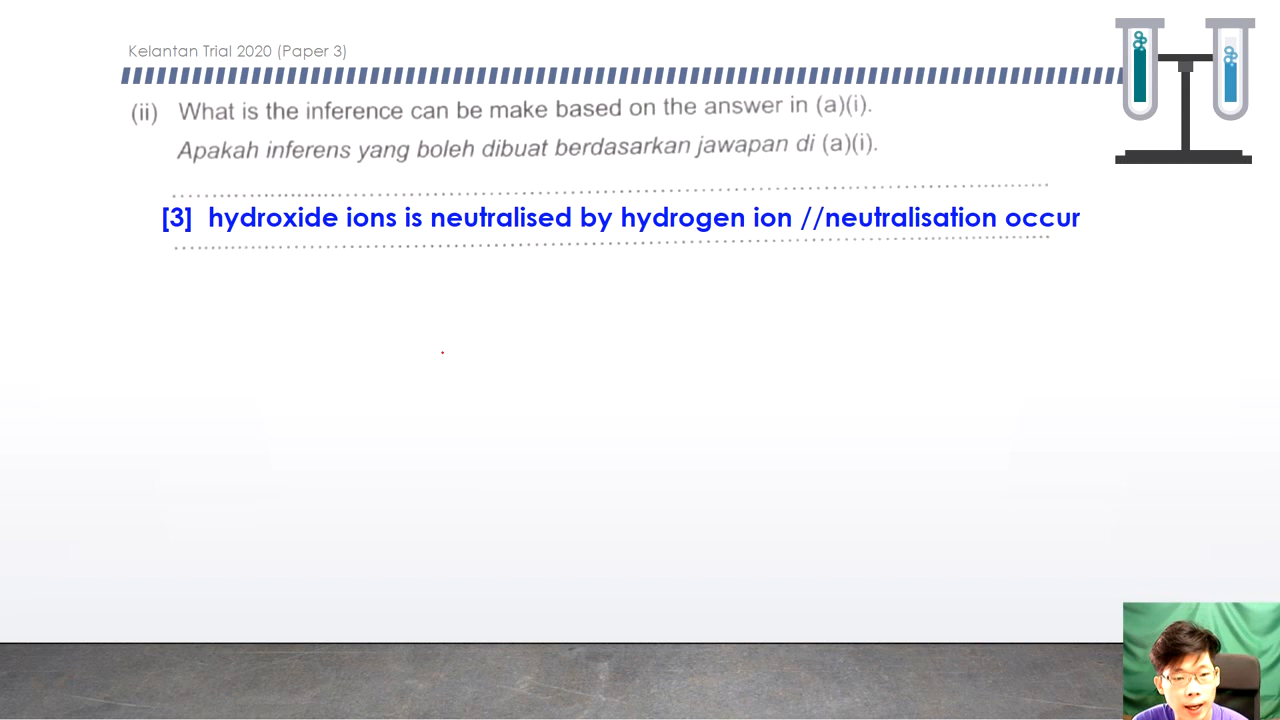 Kelantan Trial 2020 (Paper 3)
(ii) What is the inference can be make based on the answer in (a)(i).
Apakah inferens yang boleh dibuat berdasarkan jawapan di (a)(i).
[3] hydroxide ions is neutralised by hydrogen ion //neutralisation occur